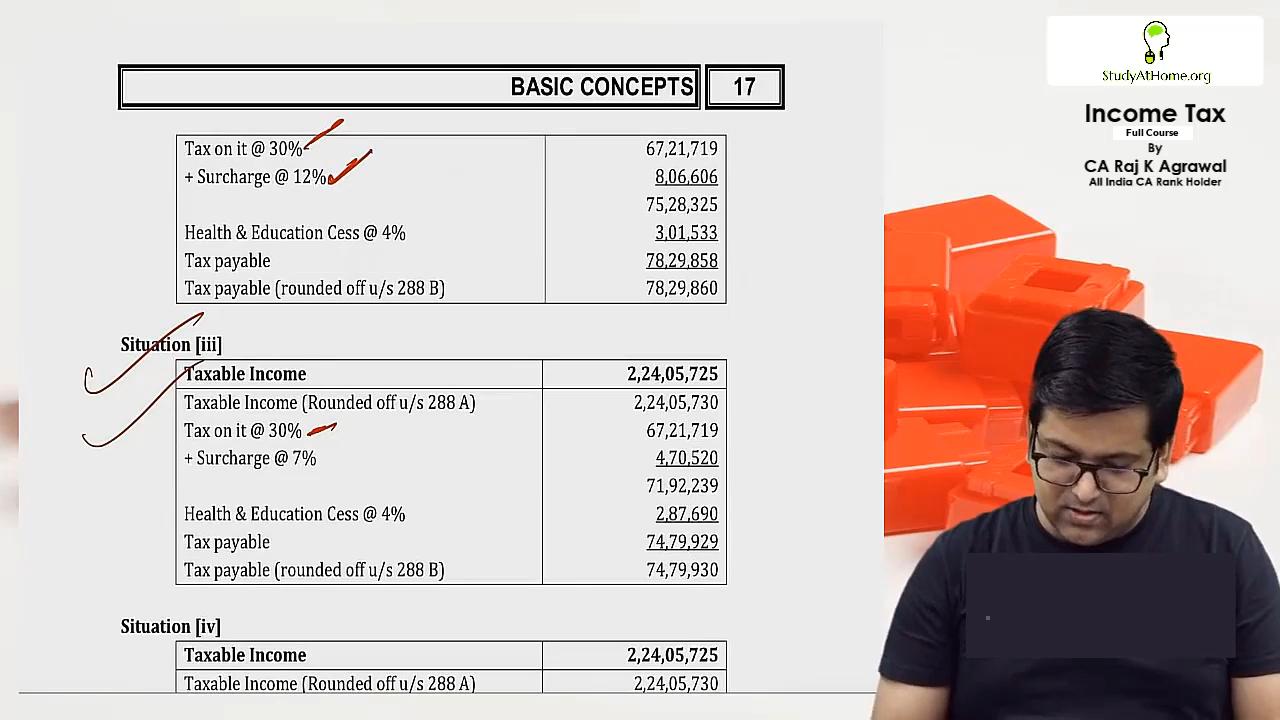 BASIC CONCEPTS 17
Tax on it @ 30% 67,21,719
+ Surcharge @ 12% 8,06,606
75,28,325
Health & Education Cess @ 4% 3,01,533
Tax payable 78,29,858
Tax payable (rounded off u/s 288 B) 78,29,860
Situation [iii]
Taxable Income 2,24,05,725
Taxable Income (Rounded off u/s 288 A) 2,24,05,730
Tax on it @ 30% 67,21,719
+ Surcharge @ 7% 4,70,520
71,92,239
Health & Education Cess @ 4% 2,87,690
Tax payable 74,79,929
Tax payable (rounded off u/s 288 B) 74,79,930
Situation [iv]
Taxable Income 2,24,05,725
Taxable Income (Rounded off u/s 288 A) 2,24,05,730
StudyAtHome.org
Income Tax
Full Course
By
CA Raj K Agrawal
All India CA Rank Holder